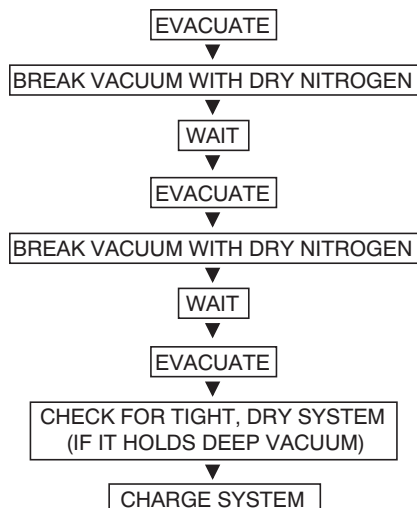 EVACUATE
BREAK VACUUM WITH DRY NITROGEN
WAIT
EVACUATE
BREAK VACUUM WITH DRY NITROGEN
WAIT
EVACUATE
CHECK FOR TIGHT, DRY SYSTEM
(IF IT HOLDS DEEP VACUUM)
CHARGE SYSTEM